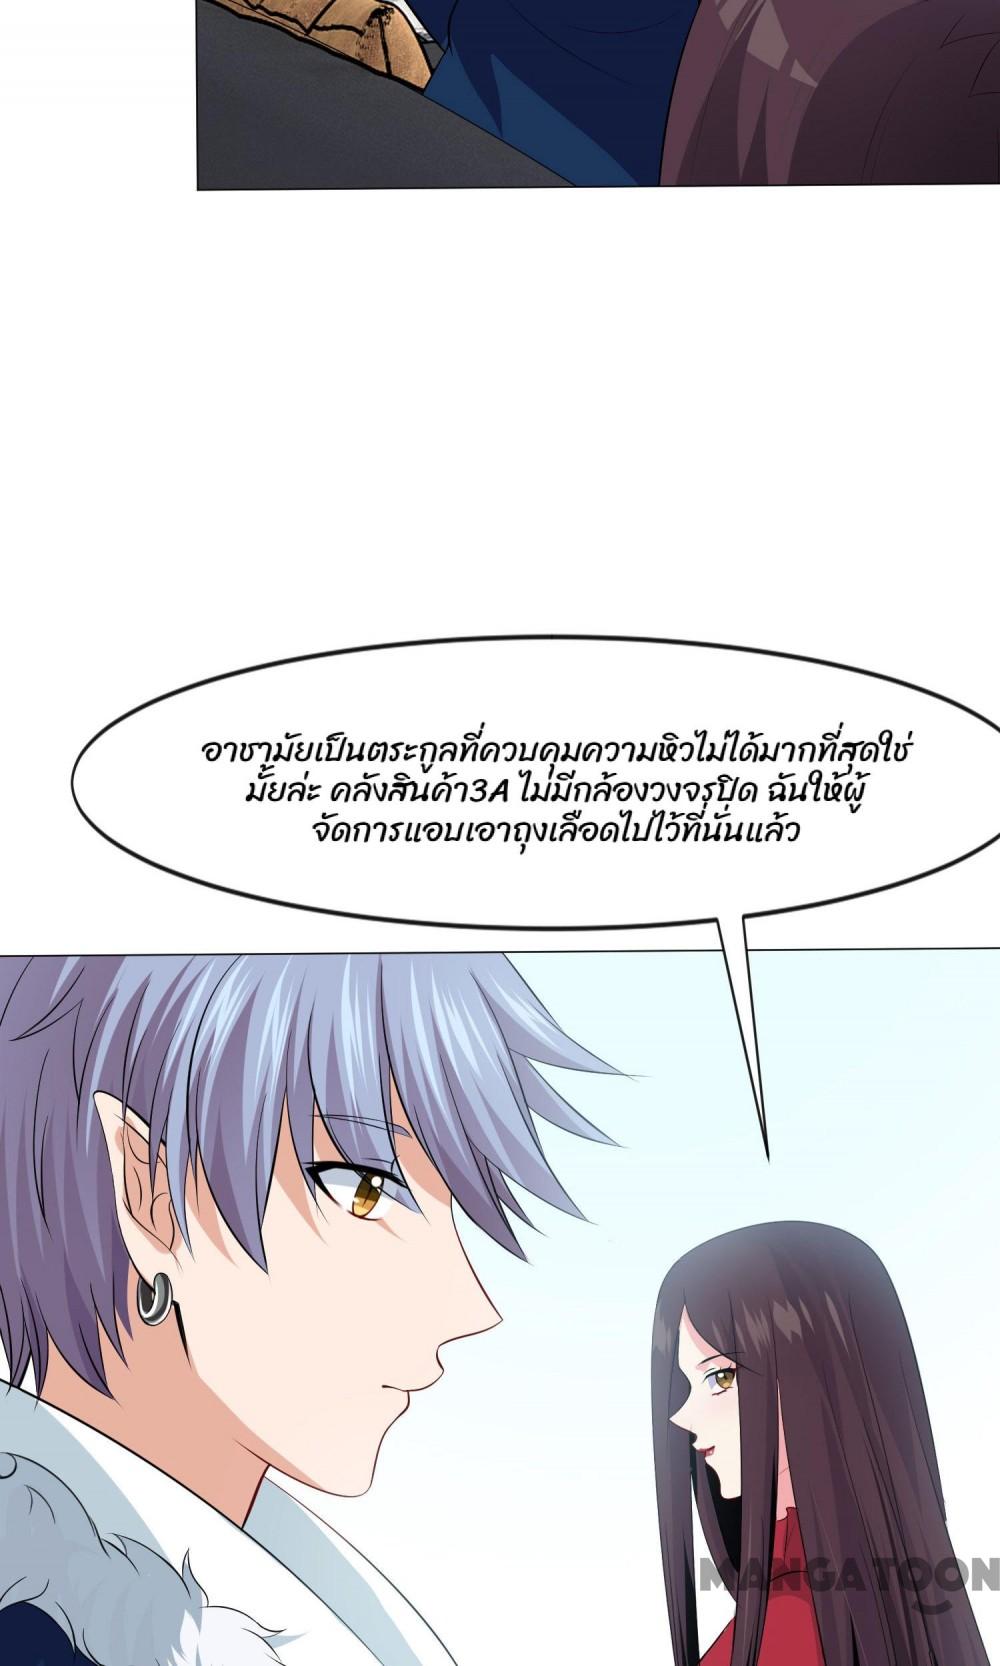 อาชามัยเป็นตระกูลที่ควบคุมความหิวไม่ได้มากที่สุดใช่
มั้ยล่ะ คลังสินค้า3A ไม่มีกล้องวงจรปิด ฉันให้ผู้
จัดการแอบเอาถุงเลือดไปไว้ที่นั่นแล้ว
MANGATOON